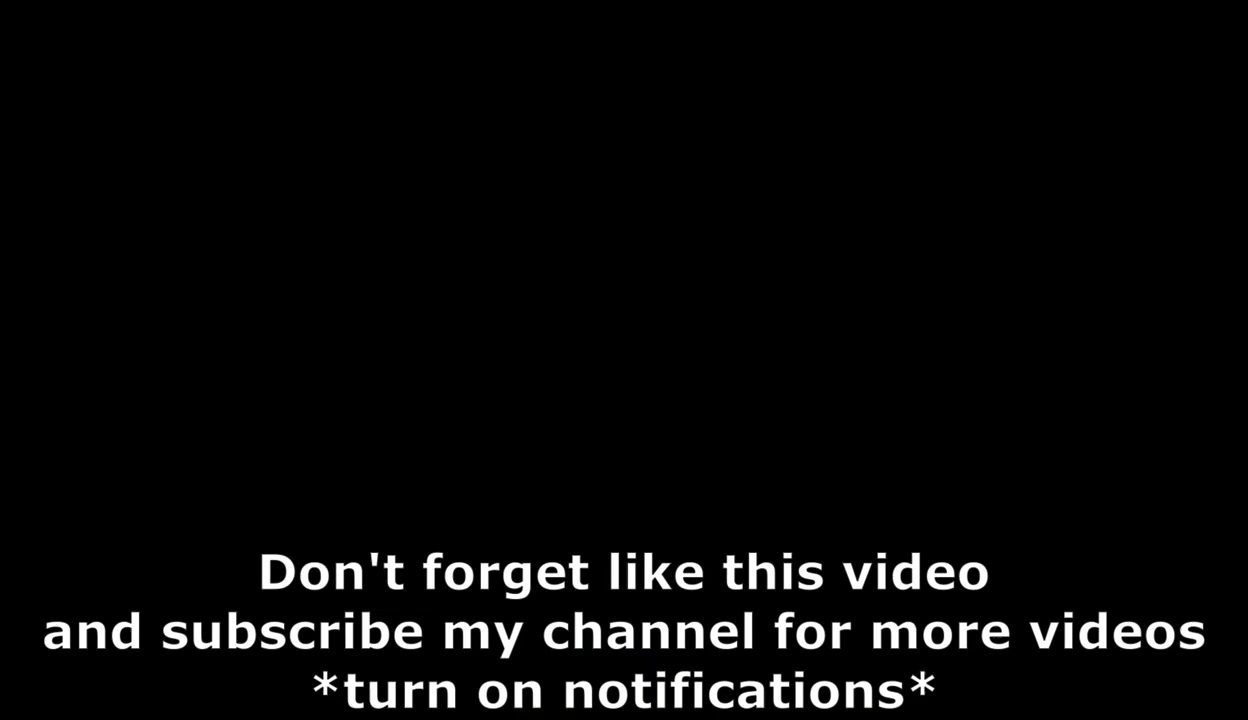 Don't forget like this video
and subscribe my channel for more videos
*turn on notifications*